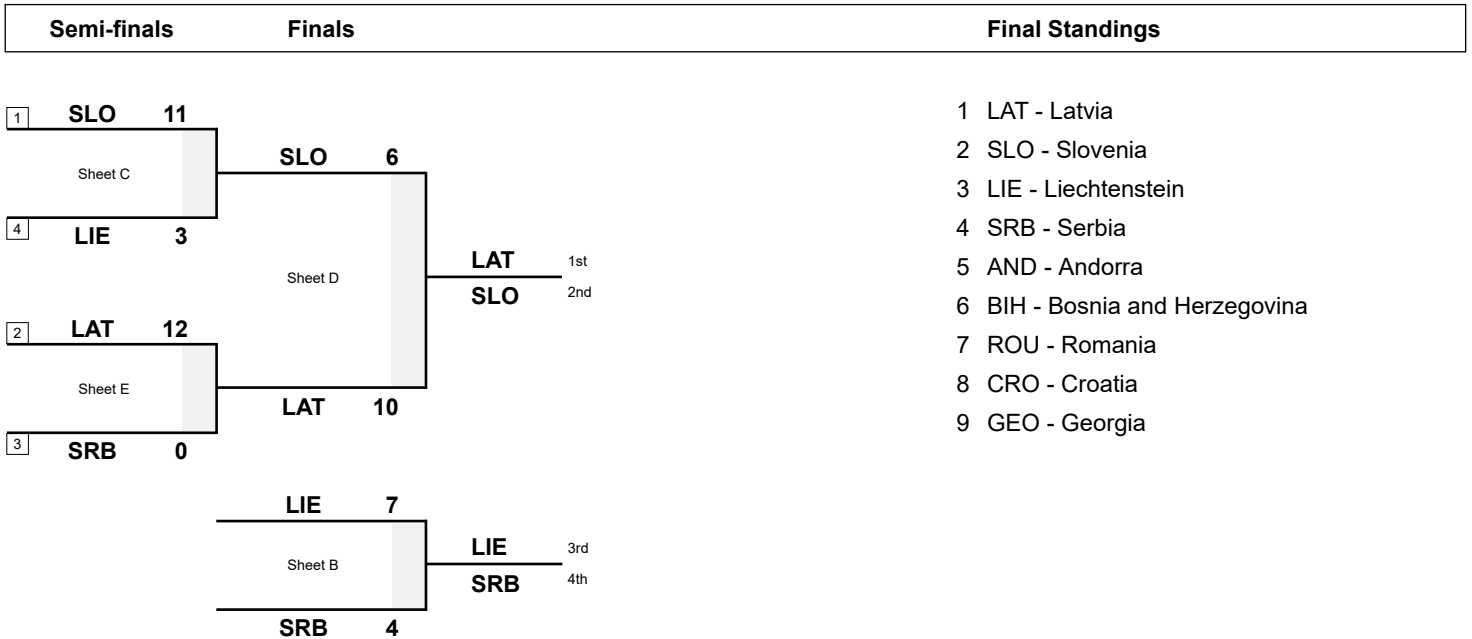 Semi-finals Finals Final Standings
1 SLO 11
Sheet C
4 LIE 3
SLO 6
Sheet D
LAT 10
LAT 1st
SLO 2nd
2 LAT 12
Sheet E
3 SRB 0
LIE 7
Sheet B
SRB 4
LIE 3rd
SRB 4th
1 LAT - Latvia
2 SLO - Slovenia
3 LIE - Liechtenstein
4 SRB - Serbia
5 AND - Andorra
6 BIH - Bosnia and Herzegovina
7 ROU - Romania
8 CRO - Croatia
9 GEO - Georgia